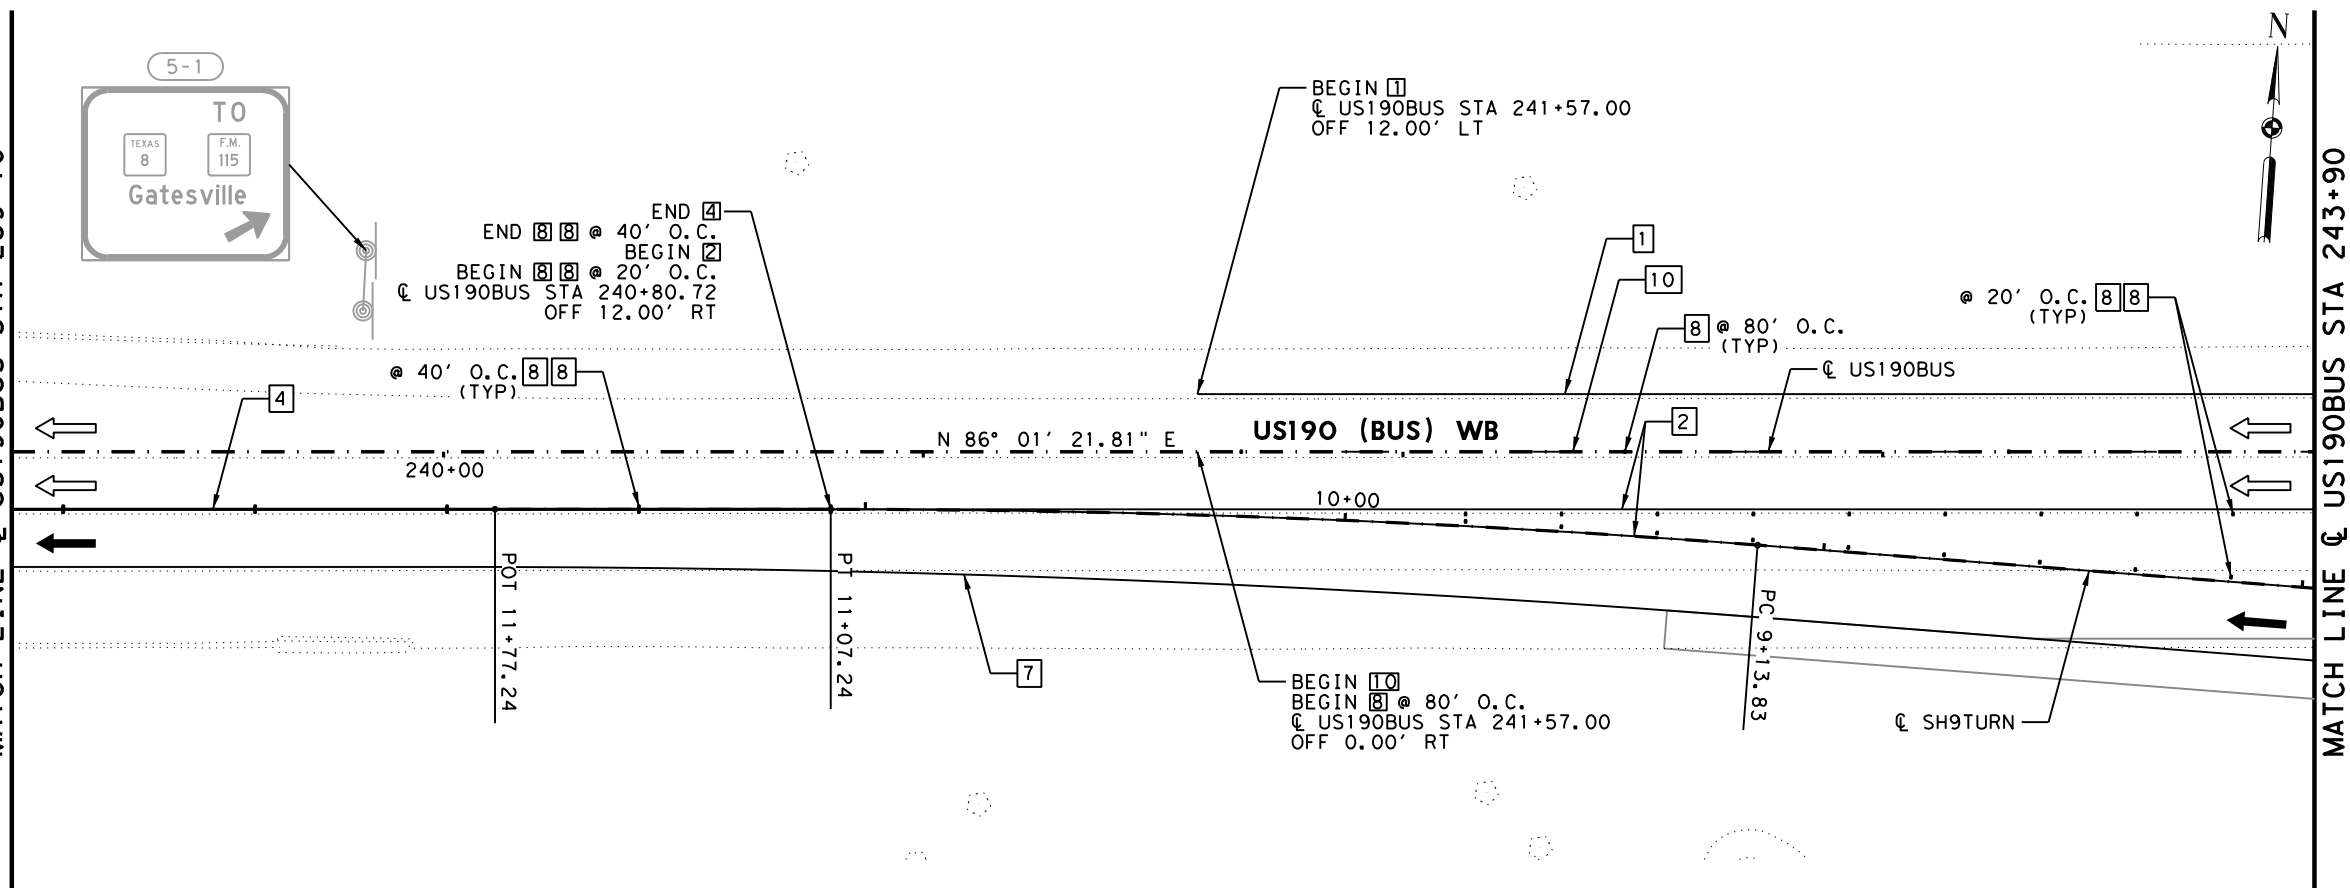 5-1
TO
TEXAS
8
F.M.
115
Gatesville
N
BEGIN 1
℄ US190BUS STA 241+57.00
OFF 12.00' LT
END 4
END 8 8 @ 40' O.C.
BEGIN 2
BEGIN 8 8 @ 20' O.C.
℄ US190BUS STA 240+80.72
OFF 12.00' RT
1
10
8 @ 80' O.C.
(TYP)
@ 20' O.C. 8 8
(TYP)
℄ US190BUS
@ 40' O.C. 8 8
(TYP)
4
2
US190 (BUS) WB
N 86° 01' 21.81" E
240+00
10+00
POT 11+77.24
PT 11+07.24
PC 9+13.83
7
BEGIN 10
BEGIN 8 @ 80' O.C.
℄ US190BUS STA 241+57.00
OFF 0.00' RT
℄ SH9TURN
MATCH LINE ℄ US190BUS STA 243+90